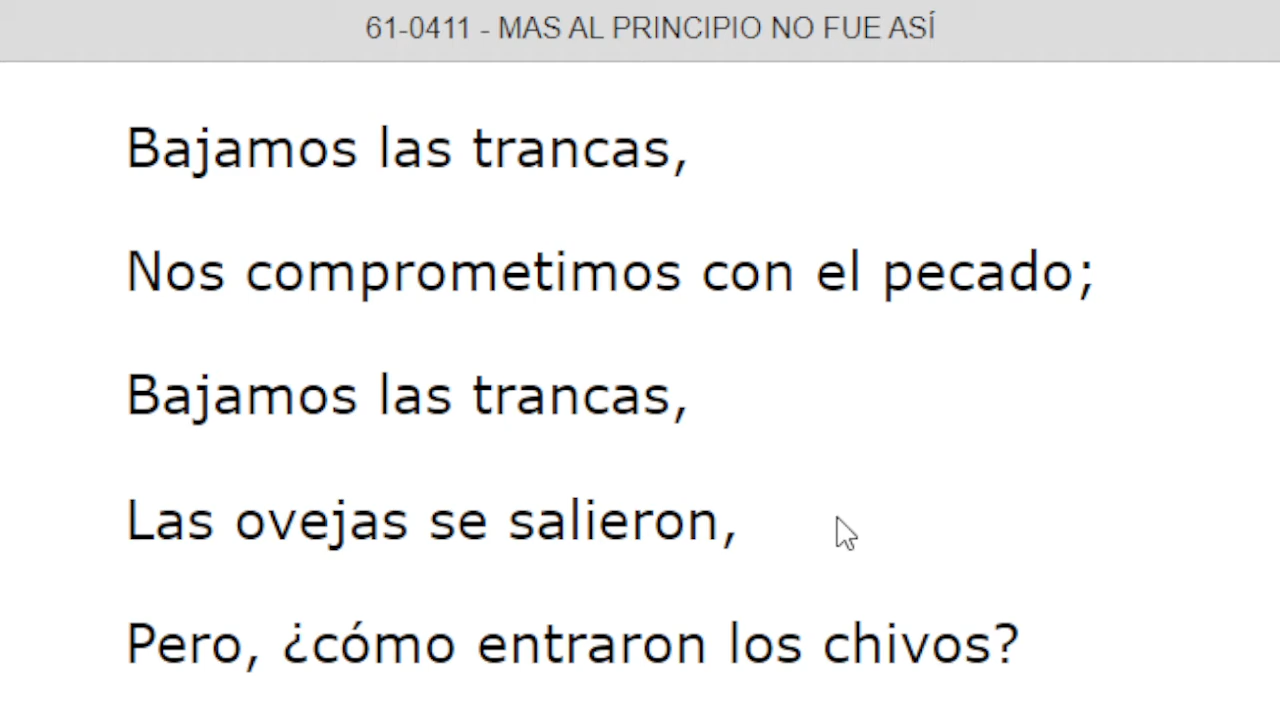 61-0411 - MAS AL PRINCIPIO NO FUE ASÍ
Bajamos las trancas,
Nos comprometimos con el pecado;
Bajamos las trancas,
Las ovejas se salieron,
Pero, ¿cómo entraron los chivos?